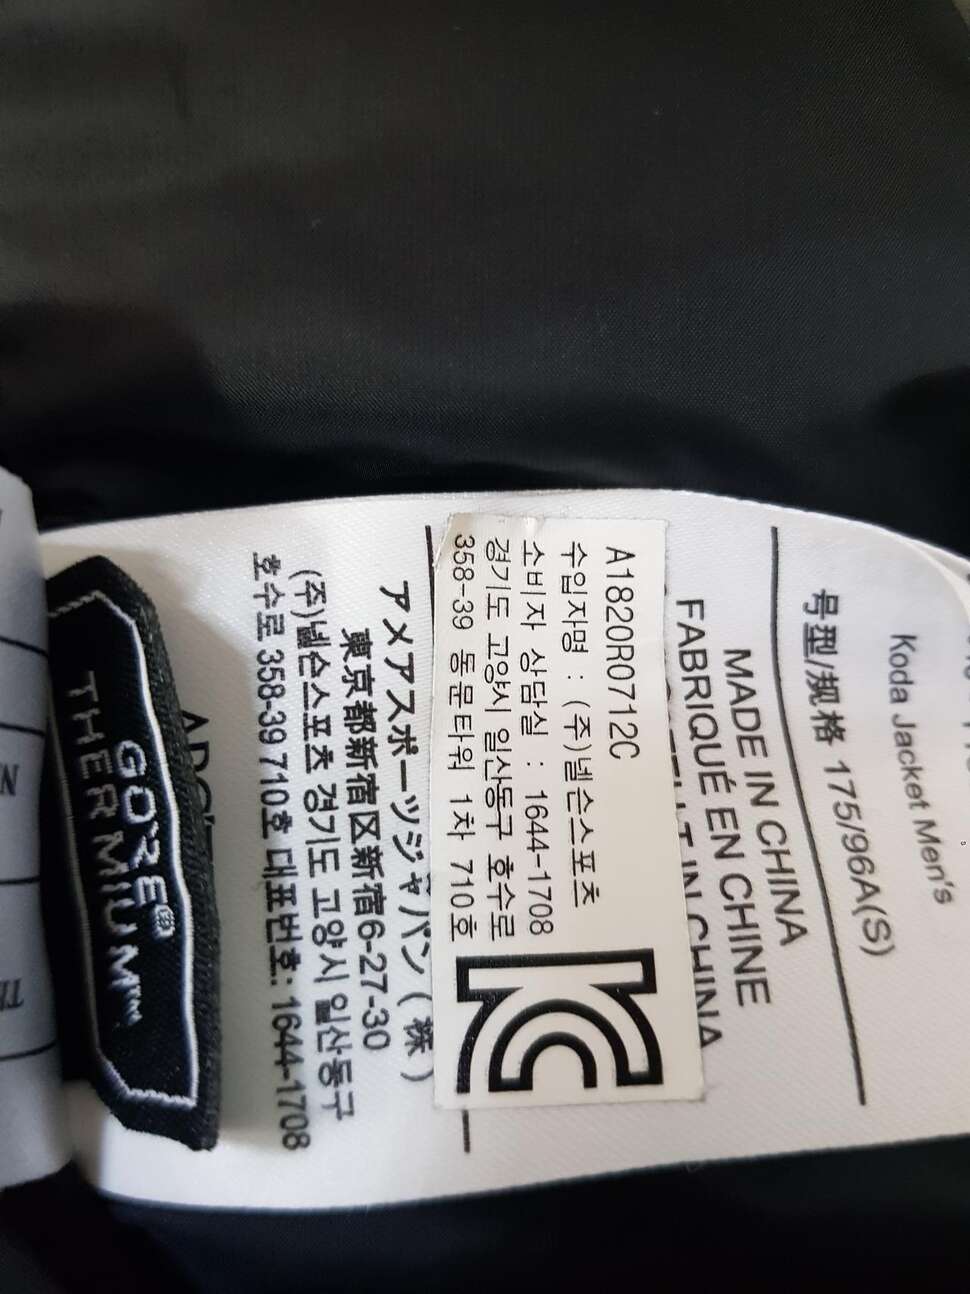 Koda Jacket Men's
号型/规格 175/96A(S)
MADE IN CHINA
FABRIQUÉ EN CHINE
IN CHINA
A1820R0712C
수입자명 : (주)넬슨스포츠
소비자 상담실 : 1644-1708
경기도 고양시 일산동구 호수로
358-39 동문타워 1차 710호
アメアスポーツジャパン(株)
東京都新宿区新宿6-27-30
(주)넬슨스포츠 경기도 고양시 일산동구
호수로 358-39 710호 대표번호: 1644-1708
GORE®
THERMIUM™